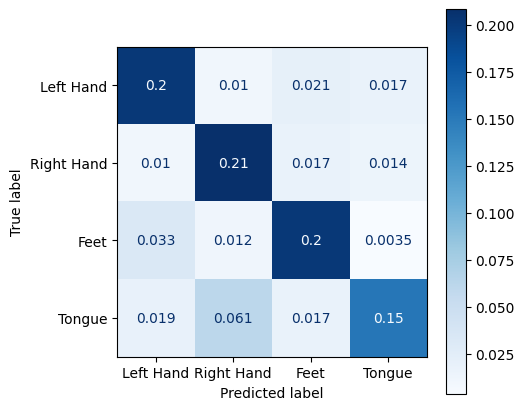 Left Hand 0.2 0.01 0.021 0.017
Right Hand 0.01 0.21 0.017 0.014
Feet 0.033 0.012 0.2 0.0035
Tongue 0.019 0.061 0.017 0.15
Left Hand Right Hand Feet Tongue
Predicted label
True label
0.200
0.175
0.150
0.125
0.100
0.075
0.050
0.025